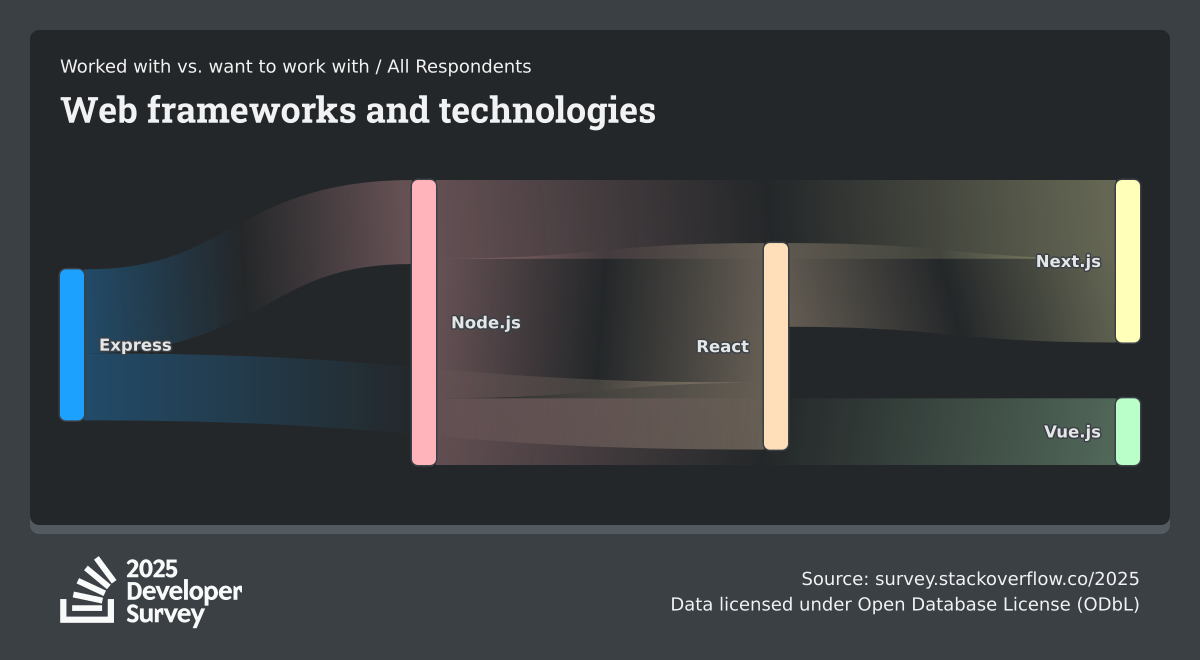 Worked with vs. want to work with / All Respondents
Web frameworks and technologies
Next.js
Node.js
Express
React
Vue.js
2025
Developer
Survey
Source: survey.stackoverflow.co/2025
Data licensed under Open Database License (ODbL)